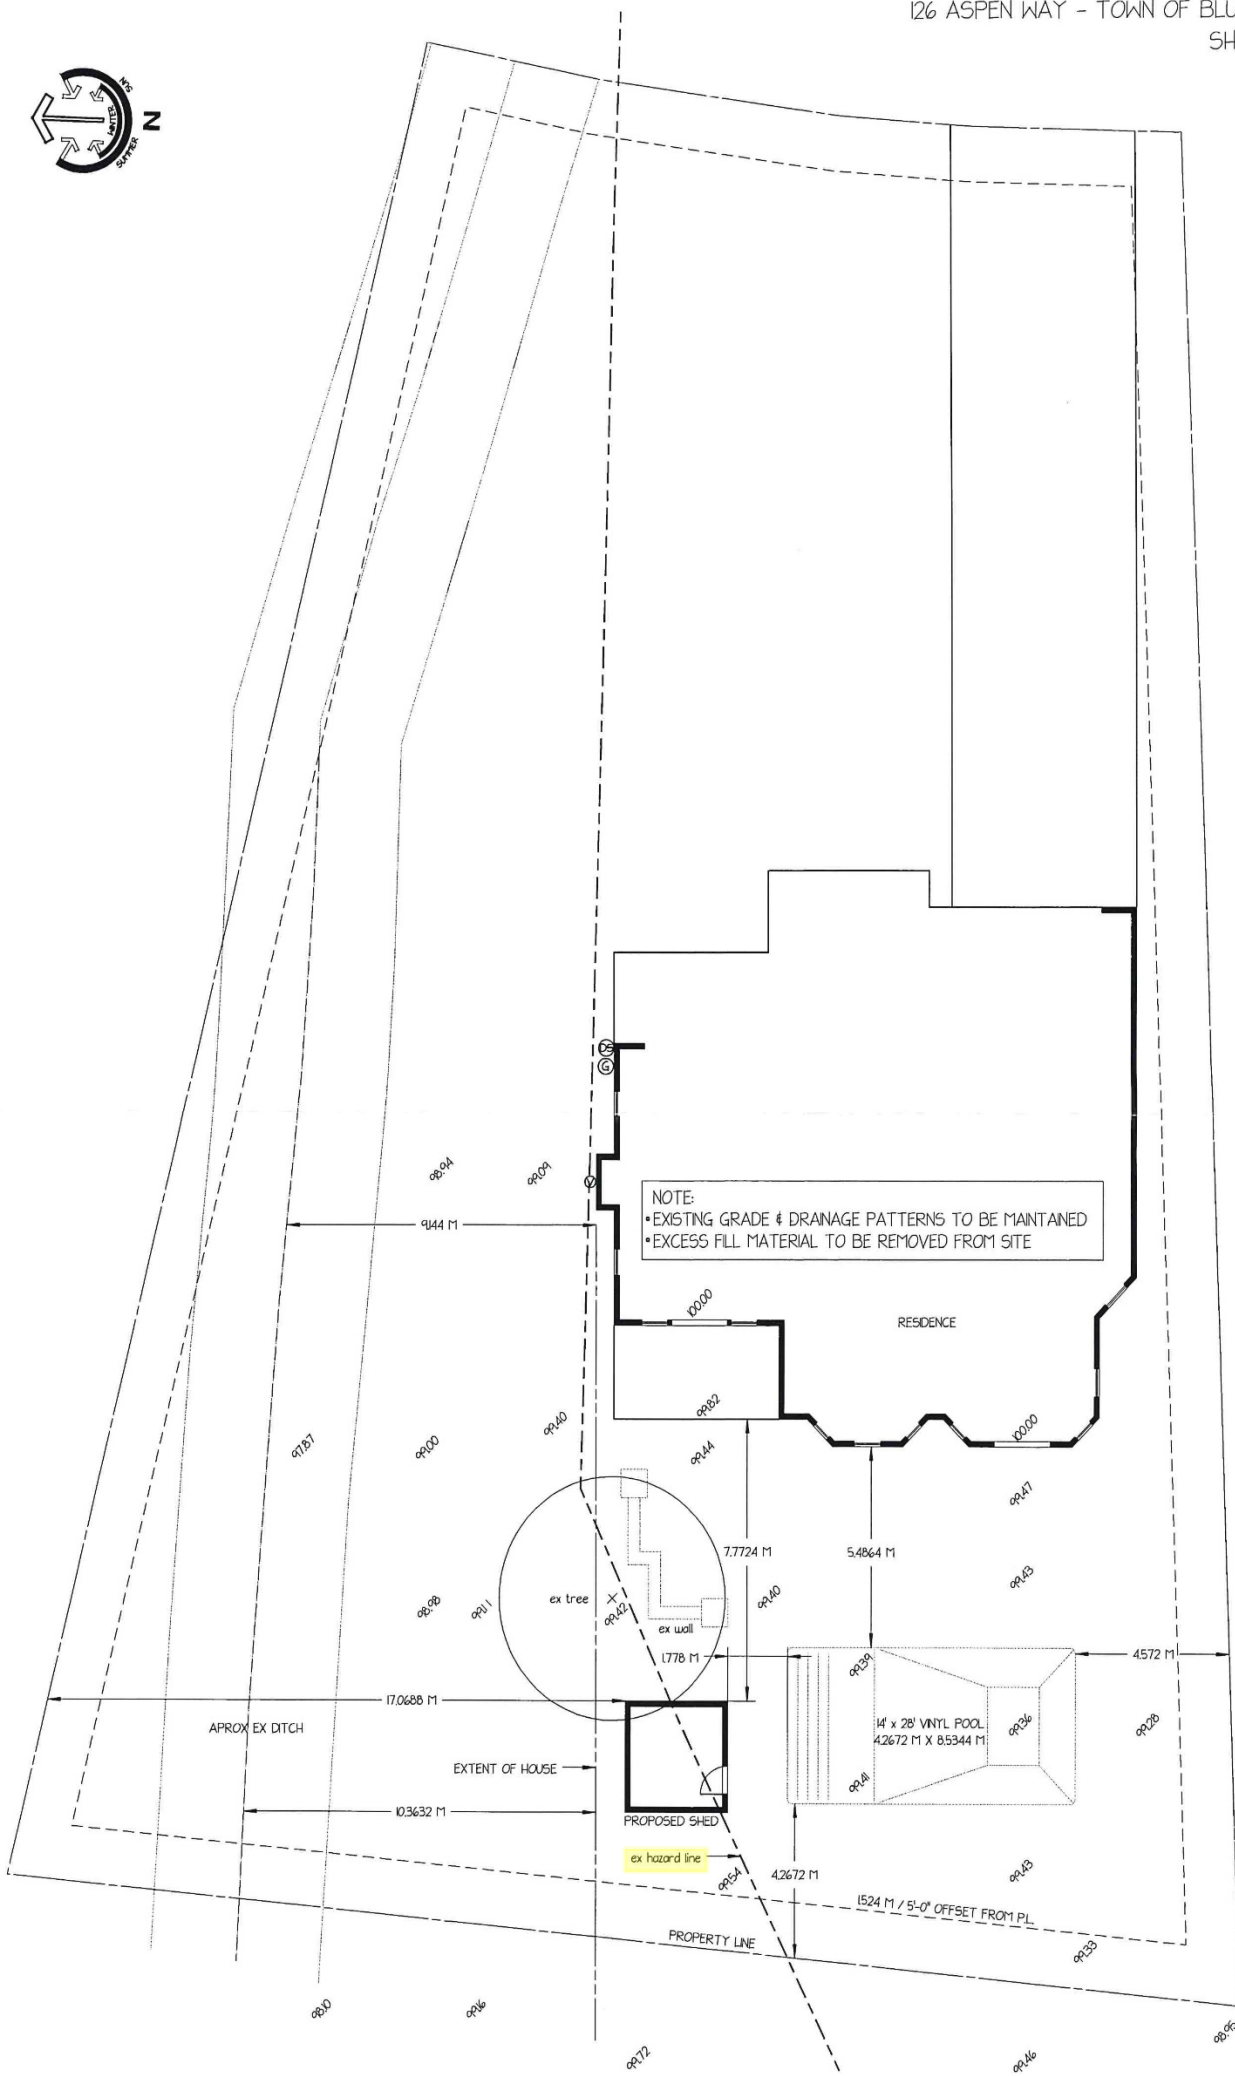 126 ASPEN WAY - TOWN OF BLU
SH
N
SUN
WINTER
SUMMER
98.94
99.09
DS
G
V
9.144 M
NOTE:
• EXISTING GRADE & DRAINAGE PATTERNS TO BE MAINTAINED
• EXCESS FILL MATERIAL TO BE REMOVED FROM SITE
100.00
RESIDENCE
99.82
100.00
97.87
99.00
99.40
99.44
99.47
7.7724 M
5.4864 M
99.43
98.98
99.11
ex tree
99.42
99.40
ex wall
1.778 M
99.39
4.572 M
17.0688 M
APROX EX DITCH
14' x 28' VINYL POOL
4.2672 M X 8.5344 M
99.36
99.28
EXTENT OF HOUSE
99.41
10.3632 M
PROPOSED SHED
ex hazard line
99.54
4.2672 M
99.43
1.524 M / 5'-0" OFFSET FROM PL
PROPERTY LINE
99.33
98.10
99.16
98.95
99.72
99.46